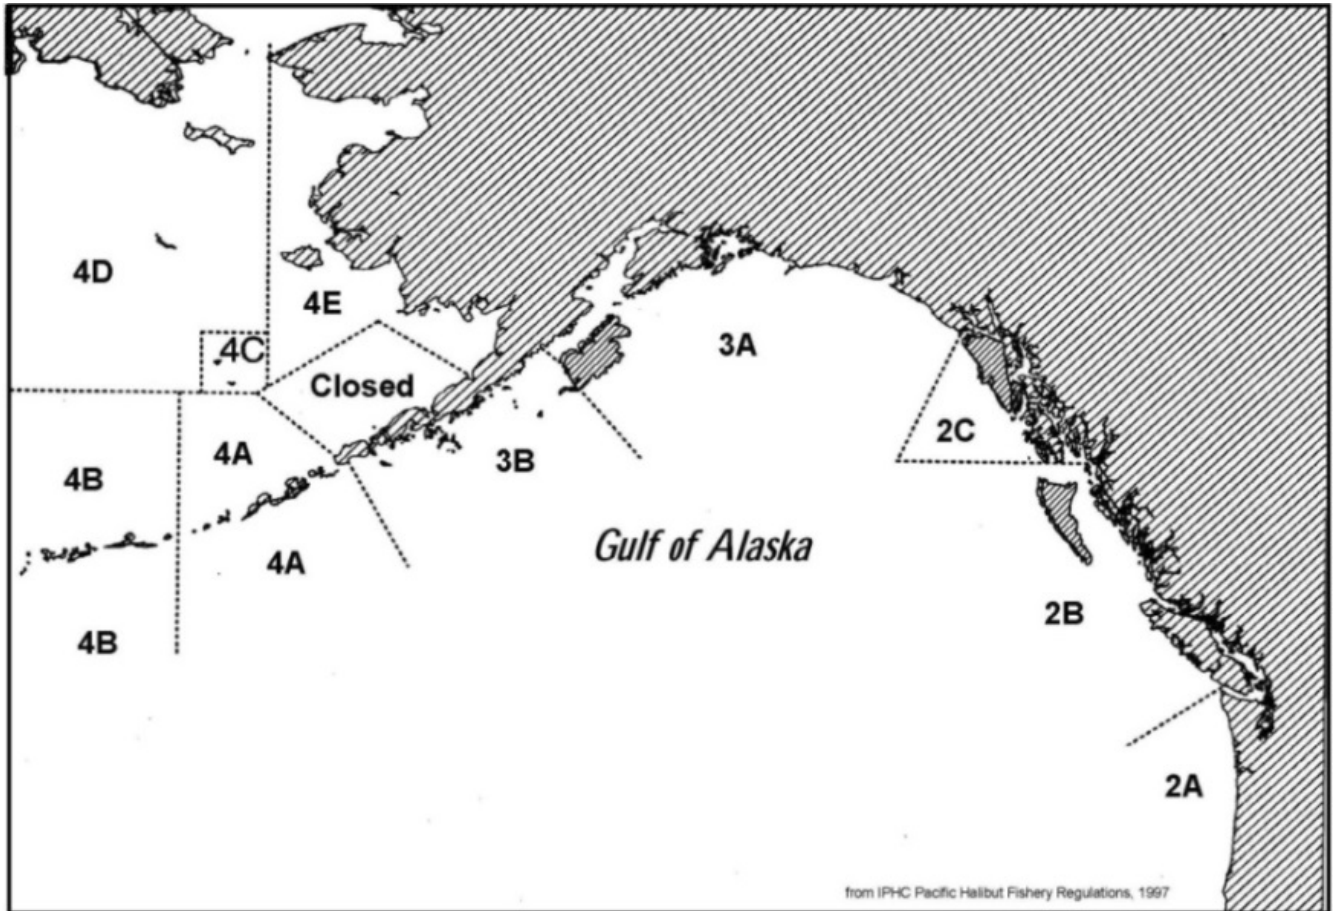 4D
4E
4C
3A
Closed
2C
4A
3B
4B
Gulf of Alaska
4A
2B
4B
2A
from IPHC Pacific Halibut Fishery Regulations, 1997